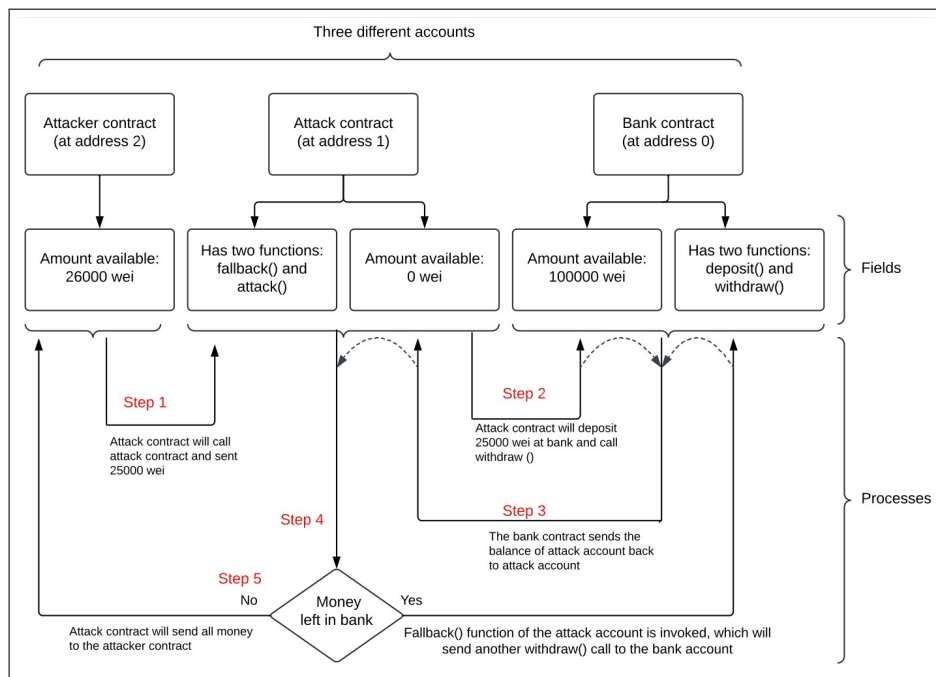 Three different accounts
Attacker contract
(at address 2)
Attack contract
(at address 1)
Bank contract
(at address 0)
Amount available:
26000 wei
Has two functions:
fallback() and
attack()
Amount available:
0 wei
Amount available:
100000 wei
Has two functions:
deposit() and
withdraw()
Fields
Step 1
Attack contract will call
attack contract and sent
25000 wei
Step 2
Attack contract will deposit
25000 wei at bank and call
withdraw ()
Step 3
The bank contract sends the
balance of attack account back
to attack account
Processes
Step 4
Step 5
No
Money
left in bank
Yes
Attack contract will send all money
to the attacker contract
Fallback() function of the attack account is invoked, which will
send another withdraw() call to the bank account